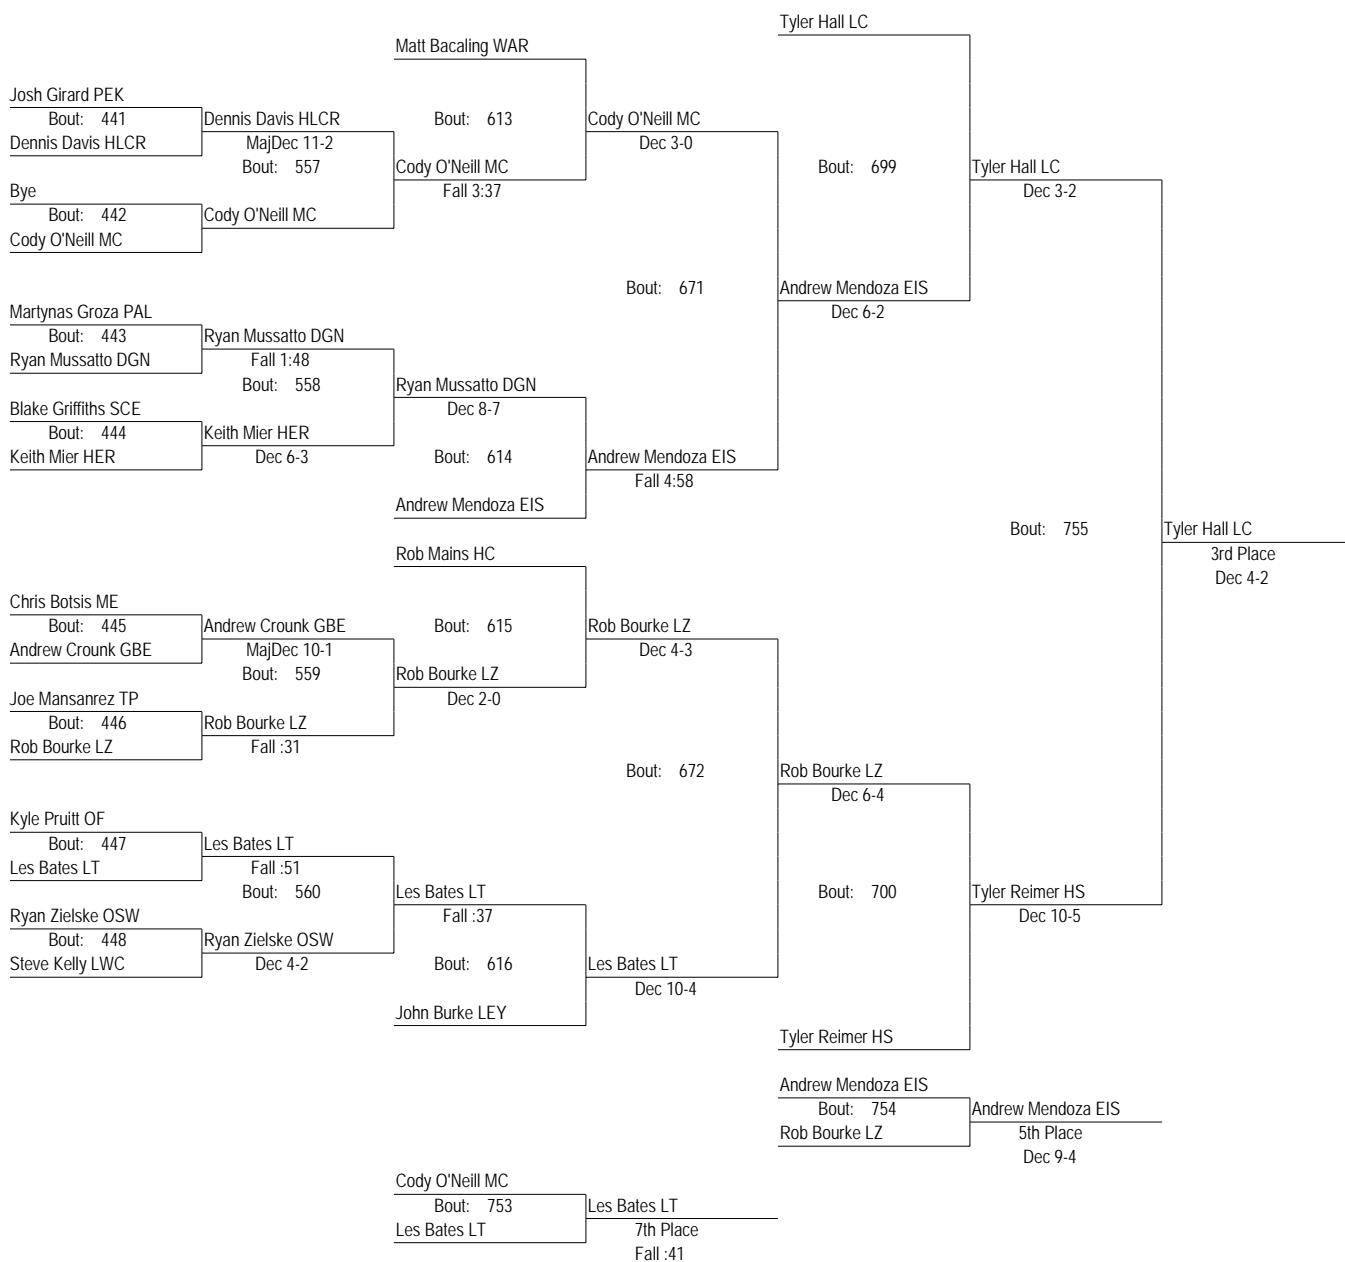 Tyler Hall LC
Matt Bacaling WAR
Josh Girard PEK
Bout: 441
Dennis Davis HLCR
Dennis Davis HLCR
MajDec 11-2
Bout: 557
Bye
Bout: 442
Cody O'Neill MC
Cody O'Neill MC
Bout: 613
Cody O'Neill MC
Fall 3:37
Cody O'Neill MC
Dec 3-0
Bout: 699
Tyler Hall LC
Dec 3-2
Bout: 671
Andrew Mendoza EIS
Dec 6-2
Martynas Groza PAL
Bout: 443
Ryan Mussatto DGN
Ryan Mussatto DGN
Fall 1:48
Bout: 558
Blake Griffiths SCE
Bout: 444
Keith Mier HER
Keith Mier HER
Dec 6-3
Ryan Mussatto DGN
Dec 8-7
Bout: 614
Andrew Mendoza EIS
Andrew Mendoza EIS
Fall 4:58
Bout: 755
Tyler Hall LC
3rd Place
Dec 4-2
Rob Mains HC
Chris Botsis ME
Bout: 445
Andrew Crounk GBE
Andrew Crounk GBE
MajDec 10-1
Bout: 559
Joe Mansanrez TP
Bout: 446
Rob Bourke LZ
Rob Bourke LZ
Fall :31
Bout: 615
Rob Bourke LZ
Dec 2-0
Rob Bourke LZ
Dec 4-3
Bout: 672
Rob Bourke LZ
Dec 6-4
Kyle Pruitt OF
Bout: 447
Les Bates LT
Les Bates LT
Fall :51
Bout: 560
Ryan Zielske OSW
Bout: 448
Steve Kelly LWC
Ryan Zielske OSW
Dec 4-2
Les Bates LT
Fall :37
Bout: 616
John Burke LEY
Les Bates LT
Dec 10-4
Bout: 700
Tyler Reimer HS
Dec 10-5
Tyler Reimer HS
Andrew Mendoza EIS
Bout: 754
Rob Bourke LZ
Andrew Mendoza EIS
5th Place
Dec 9-4
Cody O'Neill MC
Bout: 753
Les Bates LT
Les Bates LT
7th Place
Fall :41